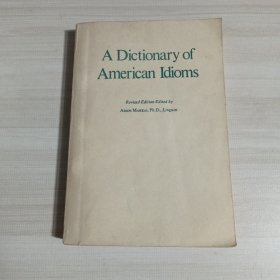 A Dictionary of
American Idioms
Revised Edition Edited by
Adam Makkai, Ph.D., Linguist